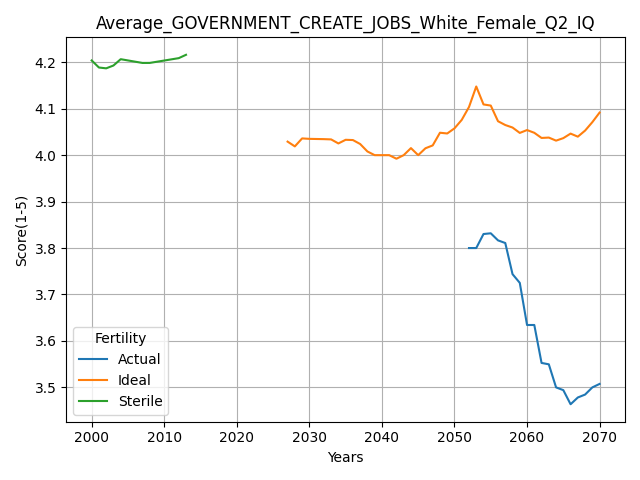 Average_GOVERNMENT_CREATE_JOBS_White_Female_Q2_IQ
Score(1-5)
4.2
4.1
4.0
3.9
3.8
3.7
3.6
3.5
Fertility
Actual
Ideal
Sterile
2000 2010 2020 2030 2040 2050 2060 2070
Years